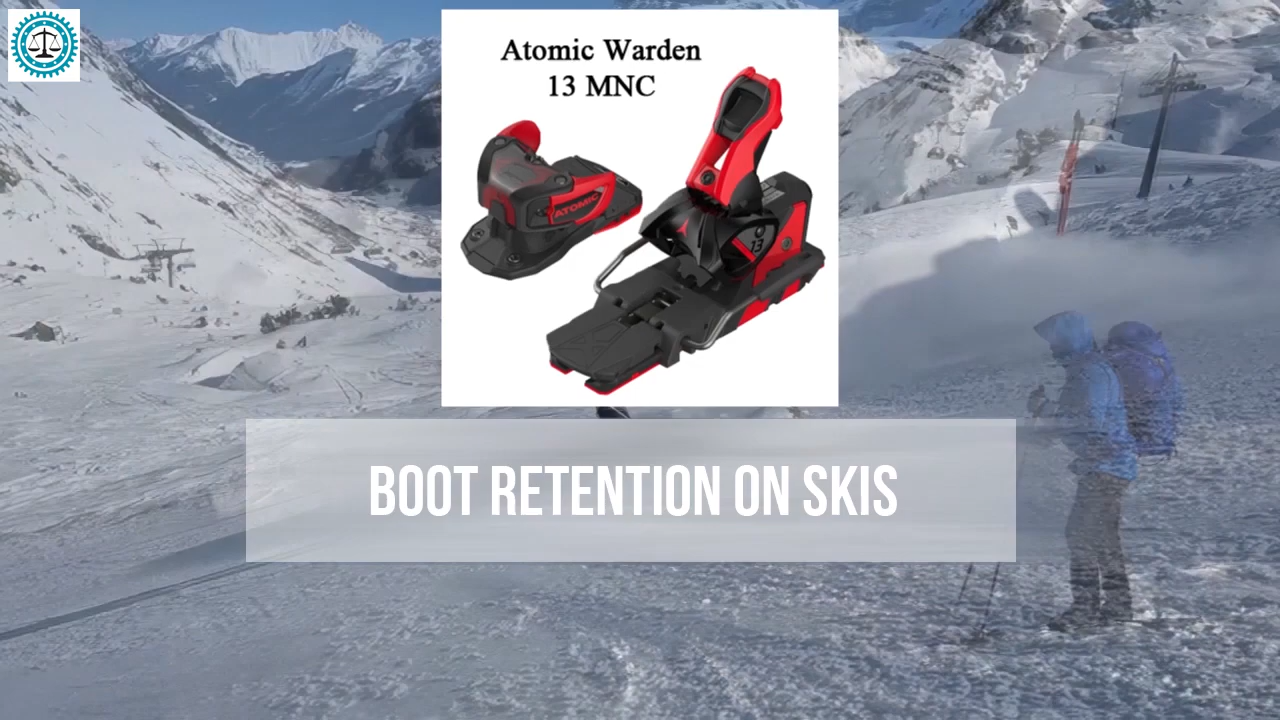 Atomic Warden
13 MNC
ATOMIC
13
BOOT RETENTION ON SKIS